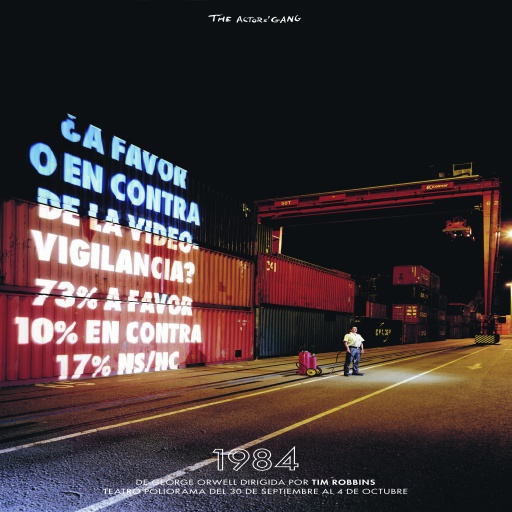 THE ACTORS' GANG
¿A FAVOR
O EN CONTRA
DE LA VIDEO-
VIGILANCIA?
73% A FAVOR
10% EN CONTRA
17% NS/NC
1984
DE GEORGE ORWELL DIRIGIDA POR TIM ROBBINS
TEATRO POLIORAMA DEL 30 DE SEPTIEMBRE AL 4 DE OCTUBRE